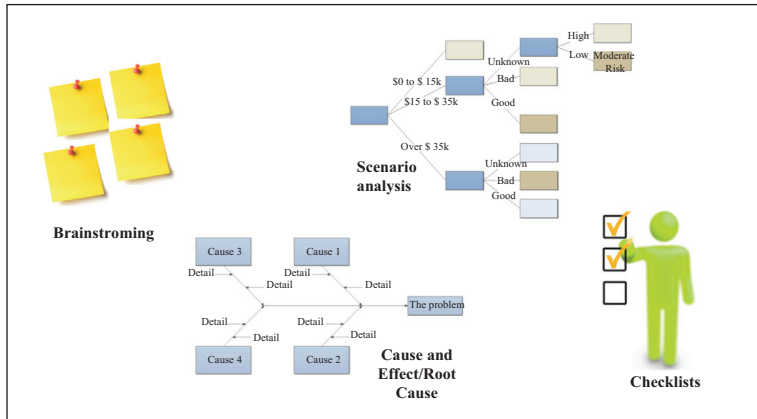 High
Low
Moderate
Risk
Unknown
Bad
Good
$0 to $ 15k
$15 to $ 35k
Over $ 35k
Unknown
Bad
Good
Scenario
analysis
Brainstroming
Cause 3
Cause 1
Detail
Detail
Detail
Detail
The problem
Detail
Detail
Detail
Detail
Cause 4
Cause 2
Cause and
Effect/Root
Cause
Checklists